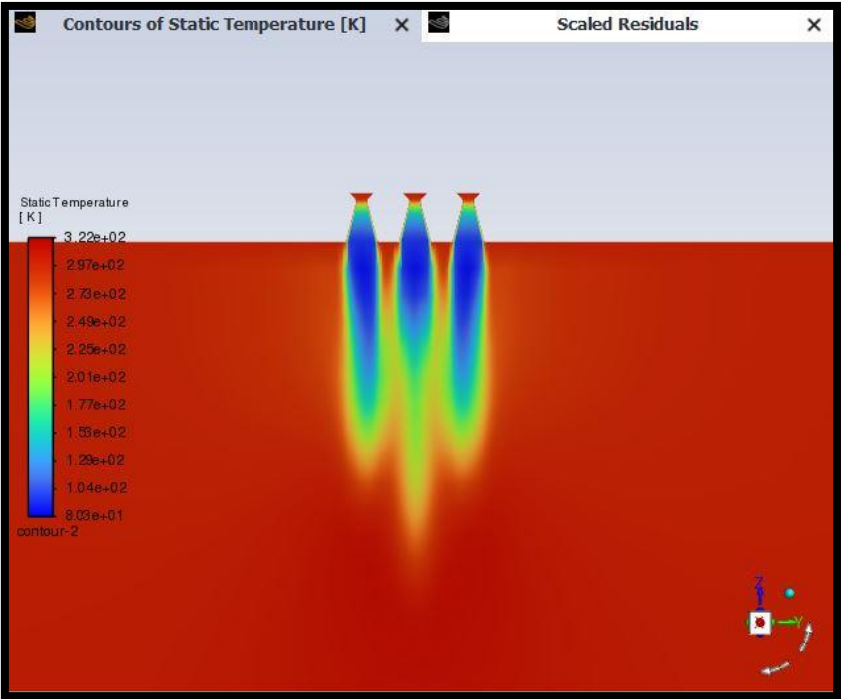 Contours of Static Temperature [K] ×
Scaled Residuals ×
Static Temperature
[ K ]
3.22e+02
2.97e+02
2.73e+02
2.49e+02
2.25e+02
2.01e+02
1.77e+02
1.53e+02
1.29e+02
1.04e+02
8.03e+01
contour-2
Z
Y